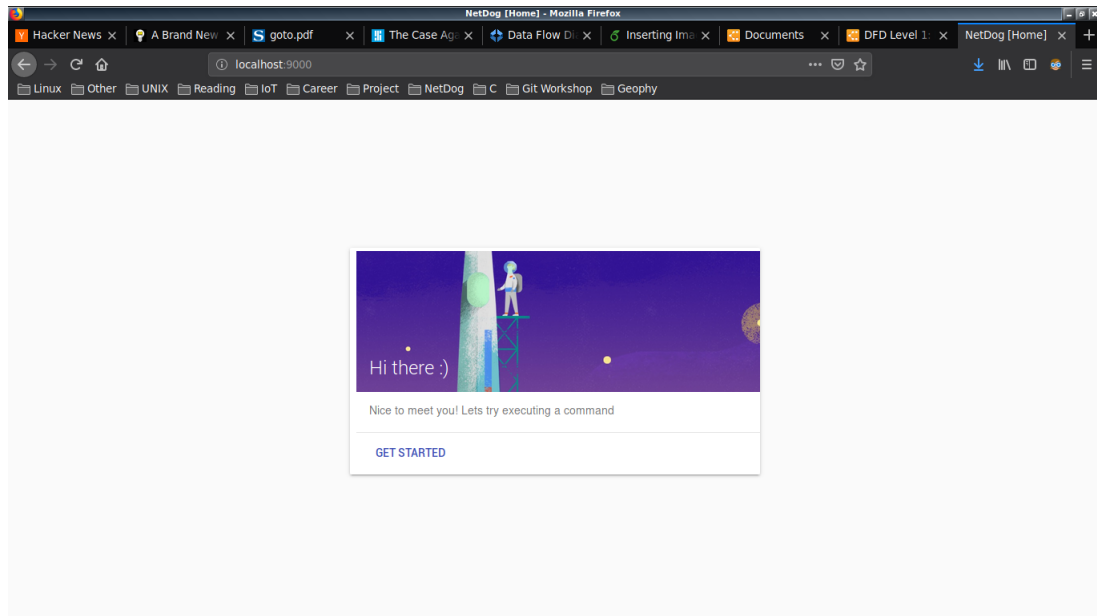 NetDog [Home] - Mozilla Firefox
Hacker News A Brand New goto.pdf The Case Aga Data Flow Di Inserting Ima Documents DFD Level 1: NetDog [Home]
localhost:9000
Linux Other UNIX Reading IoT Career Project NetDog C Git Workshop Geophy
Hi there :)
Nice to meet you! Lets try executing a command
GET STARTED